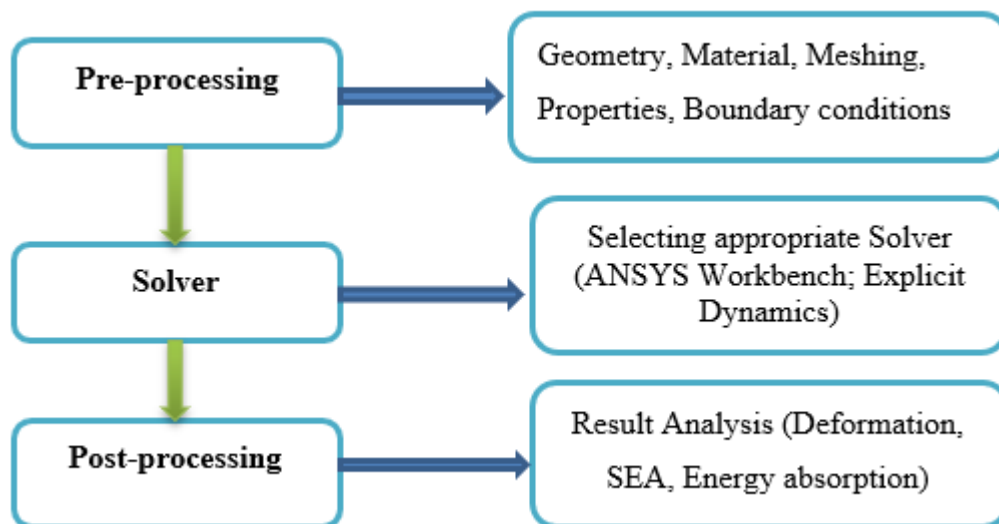 Pre-processing
Geometry, Material, Meshing,
Properties, Boundary conditions
Solver
Selecting appropriate Solver
(ANSYS Workbench; Explicit
Dynamics)
Post-processing
Result Analysis (Deformation,
SEA, Energy absorption)